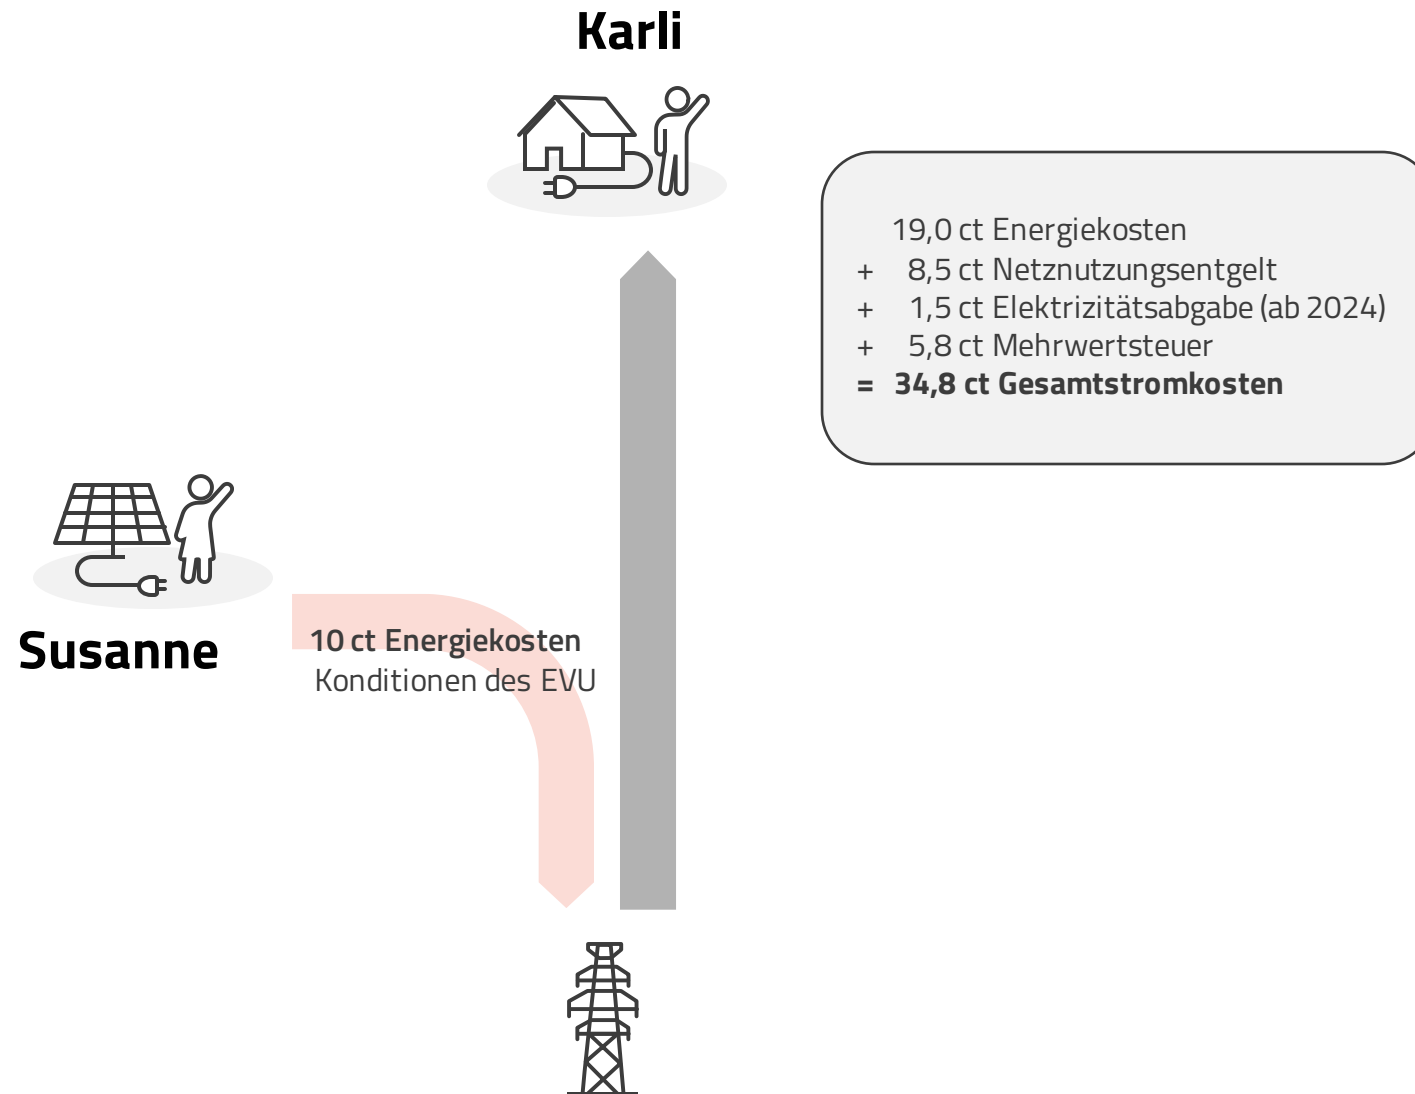 Karli
19,0 ct Energiekosten
+ 8,5 ct Netznutzungsentgelt
+ 1,5 ct Elektrizitätsabgabe (ab 2024)
+ 5,8 ct Mehrwertsteuer
= 34,8 ct Gesamtstromkosten
Susanne
10 ct Energiekosten
Konditionen des EVU